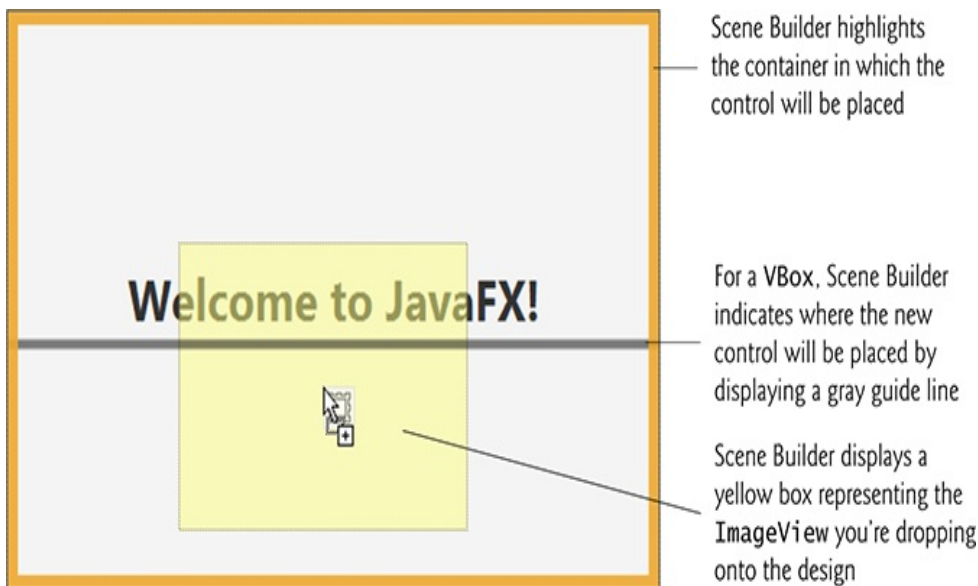 Scene Builder highlights
the container in which the
control will be placed
Welcome to JavaFX!
For a VBox, Scene Builder
indicates where the new
control will be placed by
displaying a gray guide line
Scene Builder displays a
yellow box representing the
ImageView you're dropping
onto the design